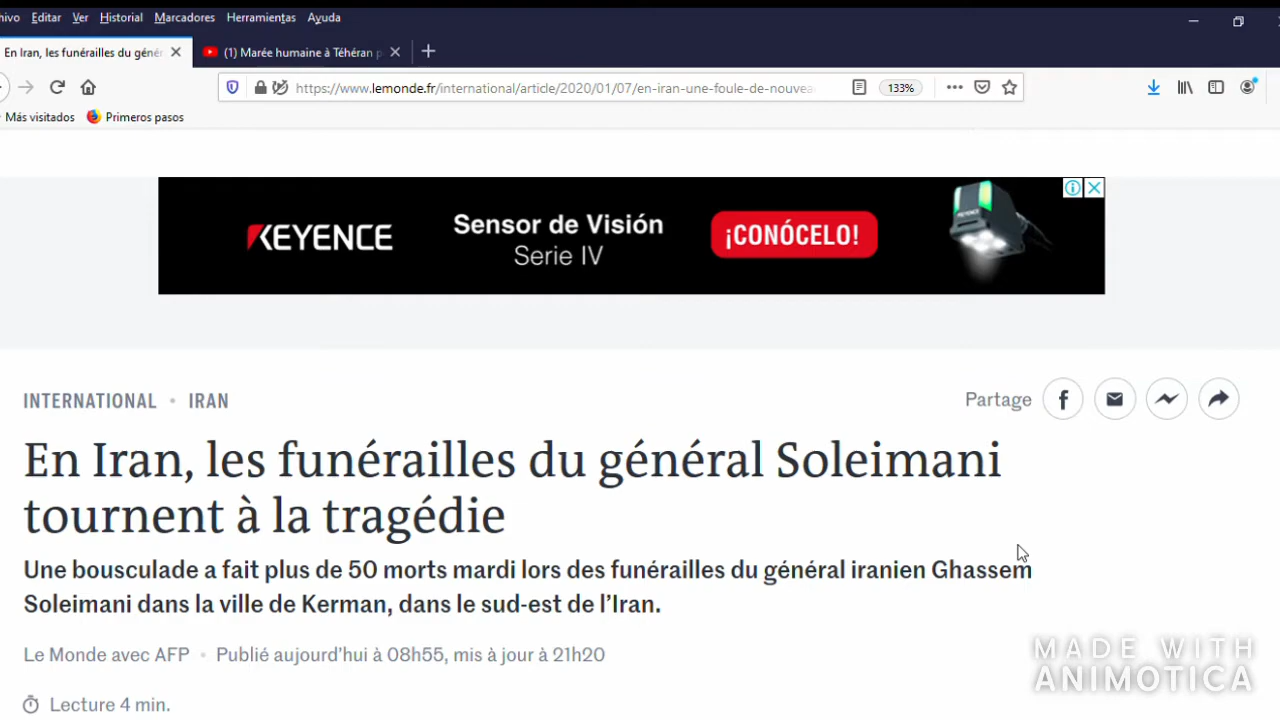 hivo Editar Ver Historial Marcadores Herramientas Ayuda
En Iran, les funérailles du génér
(1) Marée humaine à Téhéran p
https://www.lemonde.fr/international/article/2020/01/07/en-iran-une-foule-de-nouvea
133%
Más visitados Primeros pasos
KEYENCE
Sensor de Visión
Serie IV
¡CONÓCELO!
KEYENCE
INTERNATIONAL • IRAN
Partage
En Iran, les funérailles du général Soleimani
tournent à la tragédie
Une bousculade a fait plus de 50 morts mardi lors des funérailles du général iranien Ghassem
Soleimani dans la ville de Kerman, dans le sud-est de l'Iran.
Le Monde avec AFP • Publié aujourd'hui à 08h55, mis à jour à 21h20
Lecture 4 min.
MADE WITH
ANIMOTICA